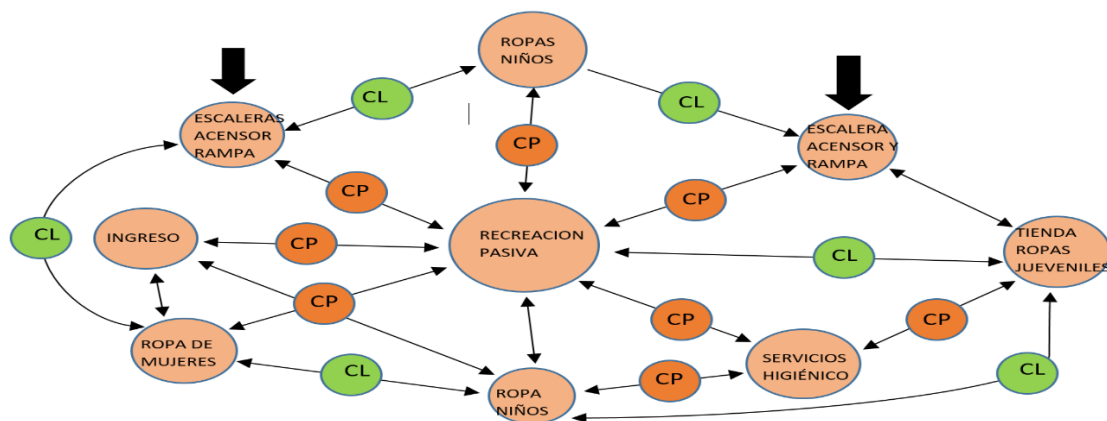 ROPAS
NIÑOS
CL
CL
ESCALERAS
ACENSOR
RAMPA
ESCALERA
ACENSOR Y
RAMPA
CP
CP
CP
CL
INGRESO
CP
RECREACION
PASIVA
CL
TIENDA
ROPAS
JUEVENILES
CP
CP
CP
ROPA DE
MUJERES
CL
ROPA
NIÑOS
CP
SERVICIOS
HIGIÉNICO
CL